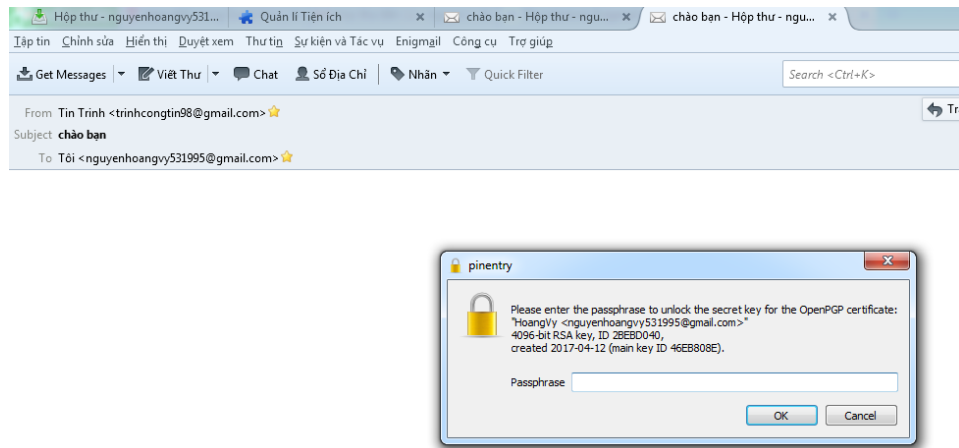 Hộp thư - nguyenhoangvy531... Quản lí Tiện ích chào bạn - Hộp thư - ngu... chào bạn - Hộp thư - ngu...
Tập tin Chỉnh sửa Hiển thị Duyệt xem Thư tin Sự kiện và Tác vụ Enigmail Công cụ Trợ giúp
Get Messages Viết Thư Chat Sổ Địa Chỉ Nhãn Quick Filter Search <Ctrl+K>
From Tin Trinh <trinhcongtin98@gmail.com> Tr
Subject chào bạn
To Tôi <nguyenhoangvy531995@gmail.com>
pinentry
Please enter the passphrase to unlock the secret key for the OpenPGP certificate:
"HoangVy <nguyenhoangvy531995@gmail.com>"
4096-bit RSA key, ID 2BEBD040,
created 2017-04-12 (main key ID 46EB808E).
Passphrase
OK Cancel